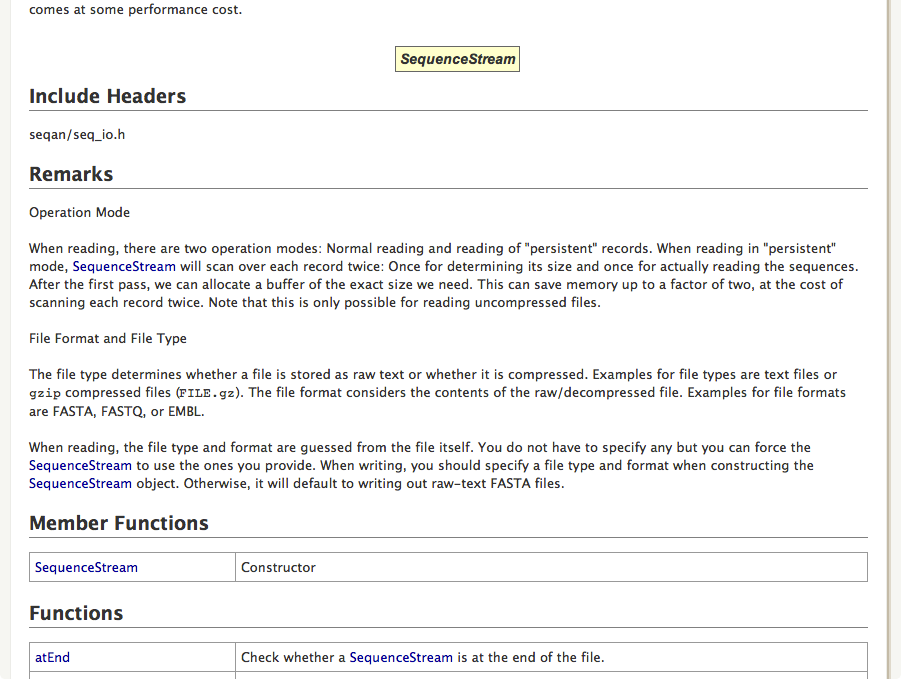 comes at some performance cost.
SequenceStream
Include Headers
seqan/seq_io.h
Remarks
Operation Mode
When reading, there are two operation modes: Normal reading and reading of "persistent" records. When reading in "persistent"
mode, SequenceStream will scan over each record twice: Once for determining its size and once for actually reading the sequences.
After the first pass, we can allocate a buffer of the exact size we need. This can save memory up to a factor of two, at the cost of
scanning each record twice. Note that this is only possible for reading uncompressed files.
File Format and File Type
The file type determines whether a file is stored as raw text or whether it is compressed. Examples for file types are text files or
gzip compressed files (FILE.gz). The file format considers the contents of the raw/decompressed file. Examples for file formats
are FASTA, FASTQ, or EMBL.
When reading, the file type and format are guessed from the file itself. You do not have to specify any but you can force the
SequenceStream to use the ones you provide. When writing, you should specify a file type and format when constructing the
SequenceStream object. Otherwise, it will default to writing out raw-text FASTA files.
Member Functions
SequenceStream Constructor
Functions
atEnd Check whether a SequenceStream is at the end of the file.